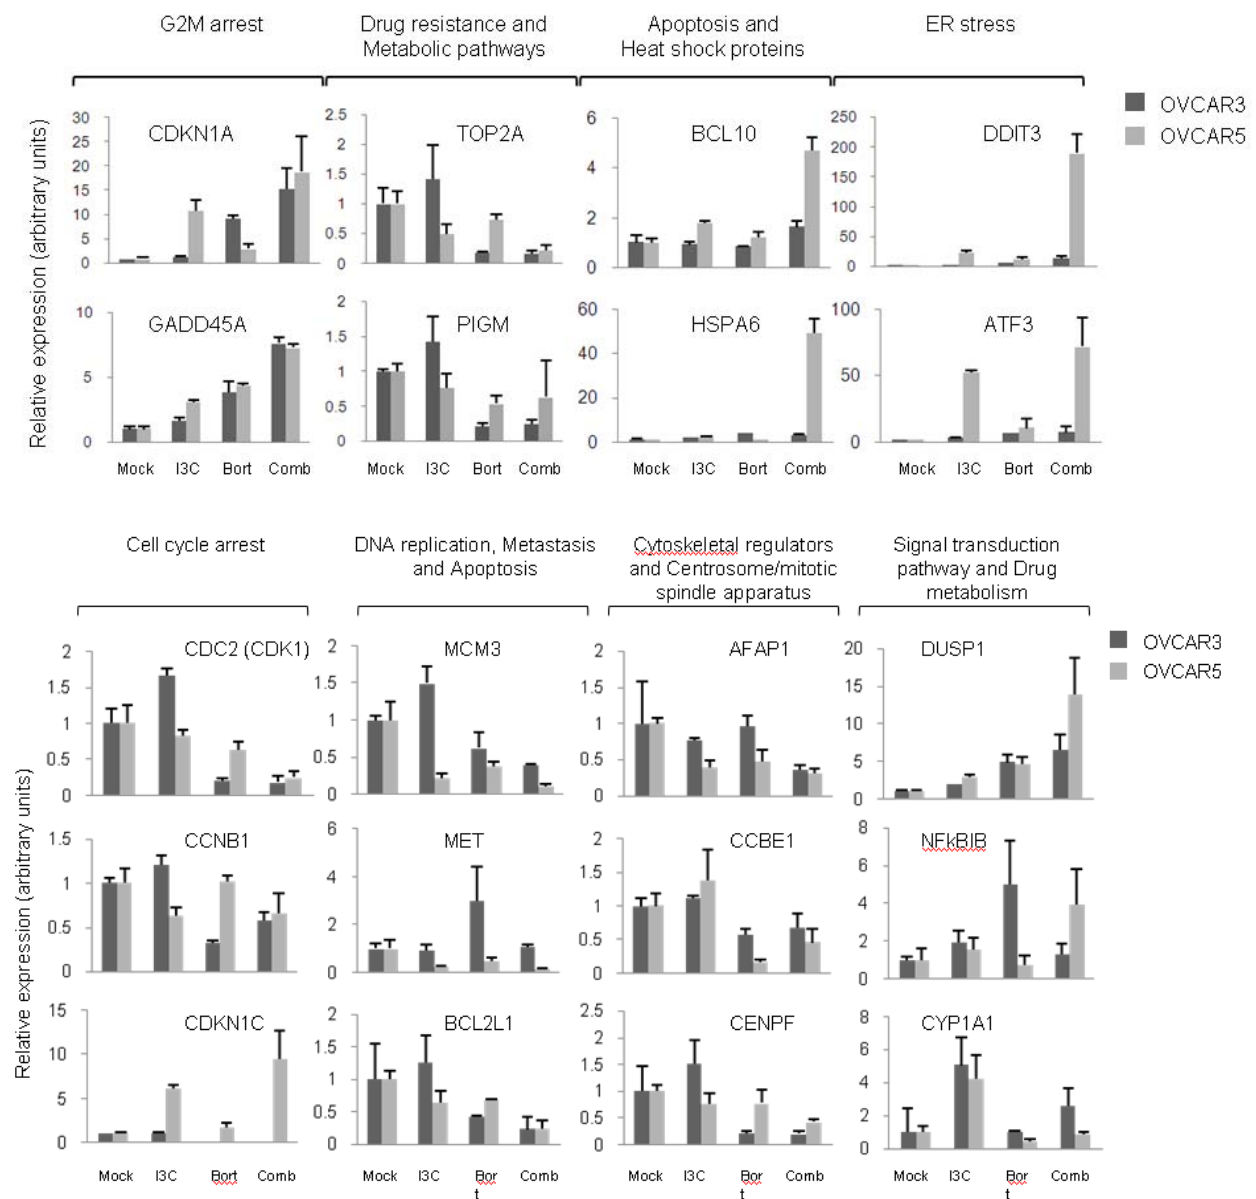 G2M arrest
Drug resistance and
Metabolic pathways
Apoptosis and
Heat shock proteins
ER stress
OVCAR3
OVCAR5
Relative expression (arbitrary units)
CDKN1A
30
25
20
15
10
5
0
TOP2A
2.5
2
1.5
1
0.5
0
BCL10
6
4
2
0
DDIT3
250
200
150
100
50
0
GADD45A
10
5
0
PIGM
2
1.5
1
0.5
0
HSPA6
60
40
20
0
ATF3
100
50
0
Mock I3C Bort Comb
Mock I3C Bort Comb
Mock I3C Bort Comb
Mock I3C Bort Comb
Cell cycle arrest
DNA replication, Metastasis
and Apoptosis
Cytoskeletal regulators
and Centrosome/mitotic
spindle apparatus
Signal transduction
pathway and Drug
metabolism
OVCAR3
OVCAR5
Relative expression (arbitrary units)
CDC2 (CDK1)
2
1.5
1
0.5
0
MCM3
2
1.5
1
0.5
0
AFAP1
2
1.5
1
0.5
0
DUSP1
20
15
10
5
0
CCNB1
1.5
1
0.5
0
MET
6
4
2
0
CCBE1
2
1.5
1
0.5
0
NFkBIB
8
6
4
2
0
CDKN1C
15
10
5
0
BCL2L1
2
1.5
1
0.5
0
CENPF
2.5
2
1.5
1
0.5
0
CYP1A1
8
6
4
2
0
Mock I3C Bort Comb
Mock I3C Bor
t Comb
Mock I3C Bor
t Comb
Mock I3C Bor
t Comb